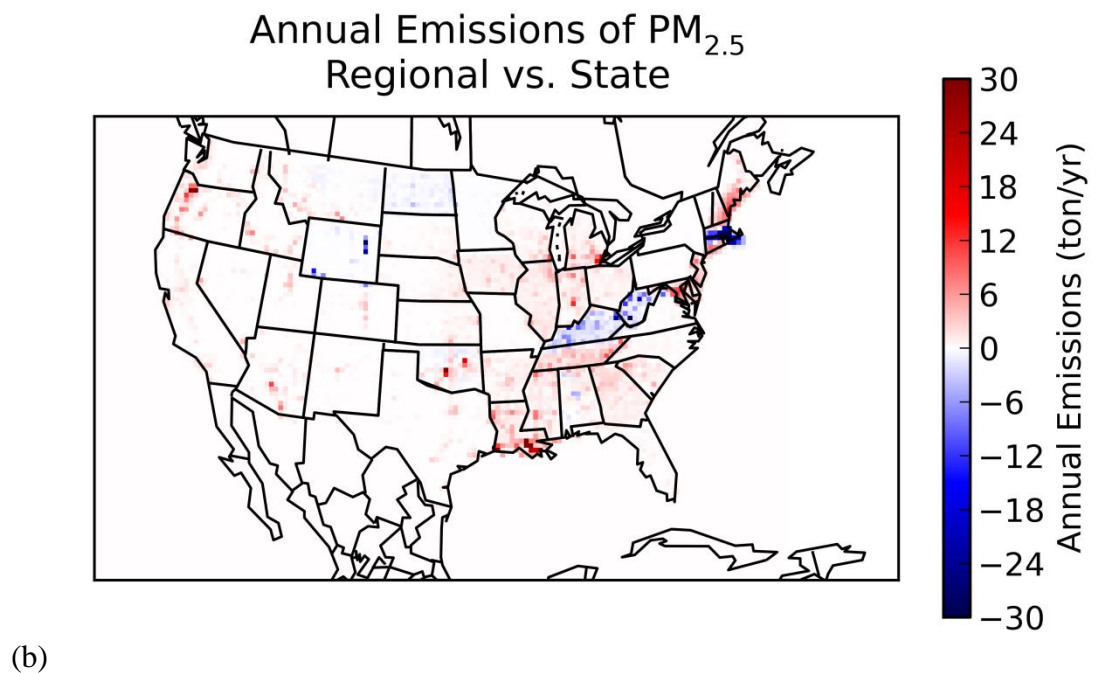 Annual Emissions of PM2.5
Regional vs. State
30
24
18
12
6
0
−6
−12
−18
−24
−30
Annual Emissions (ton/yr)
(b)